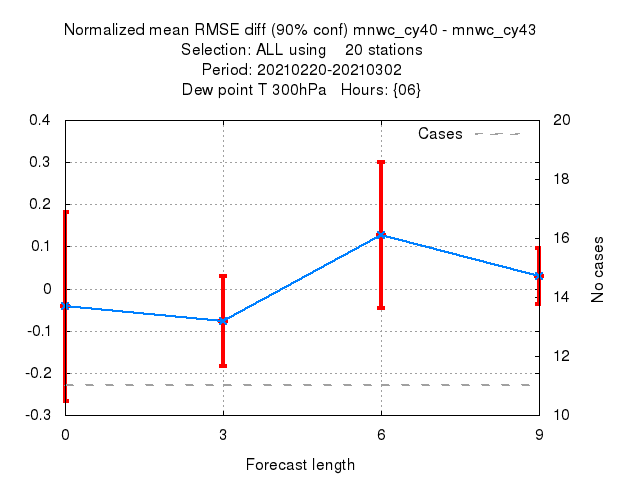 Normalized mean RMSE diff (90% conf) mnwc_cy40 - mnwc_cy43
Selection: ALL using 20 stations
Period: 20210220-20210302
Dew point T 300hPa Hours: {06}
Cases
0.4
0.3
0.2
0.1
0
-0.1
-0.2
-0.3
20
18
16
14
12
10
No cases
0 3 6 9
Forecast length